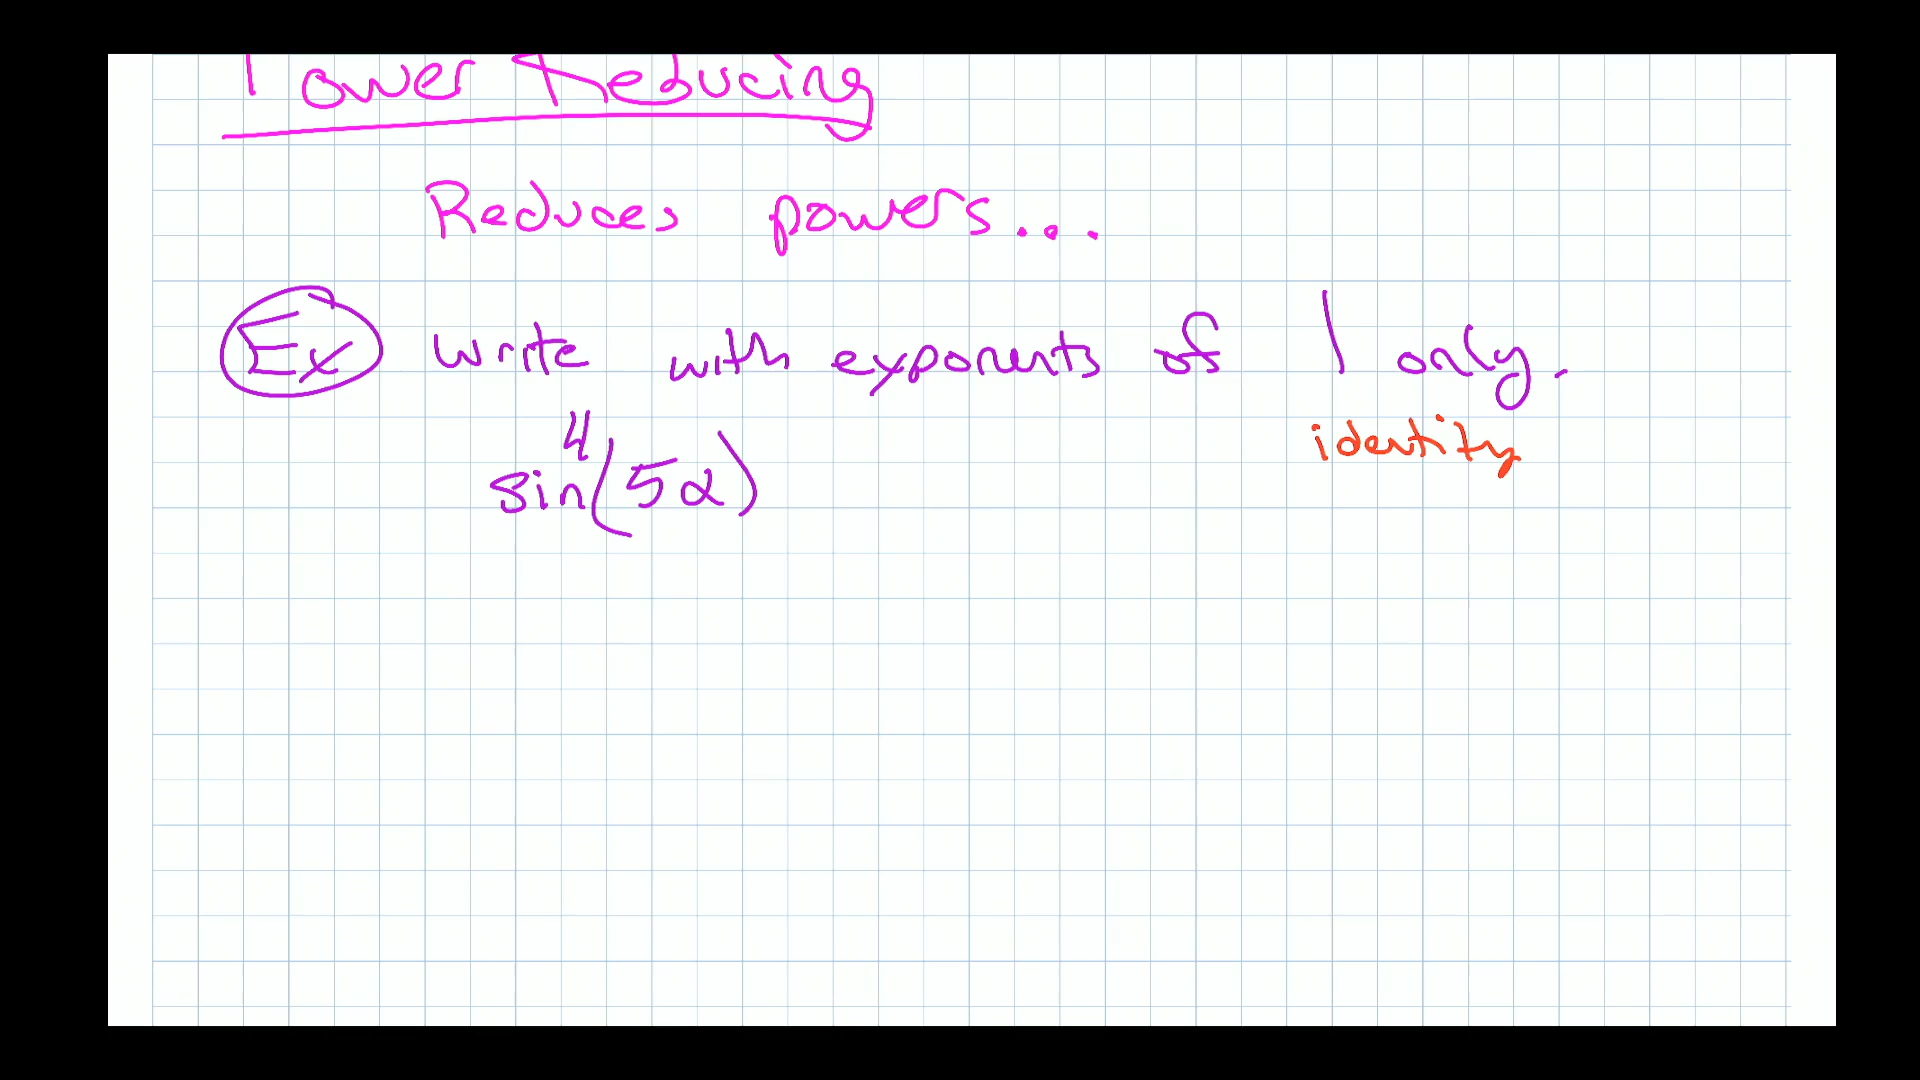 Power Reducing
Reduces powers...
Ex Write with exponents of 1 only.
identity
sin⁴(5α)